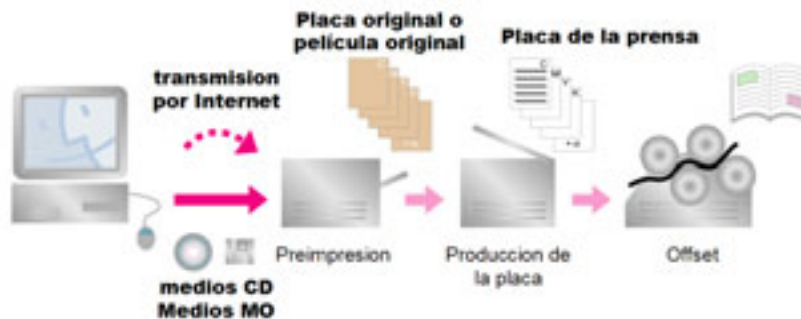 Placa original o
película original
Placa de la prensa
transmision
por Internet
C
M
Y
K
Preimpresion
Produccion de
la placa
Offset
medios CD
Medios MO